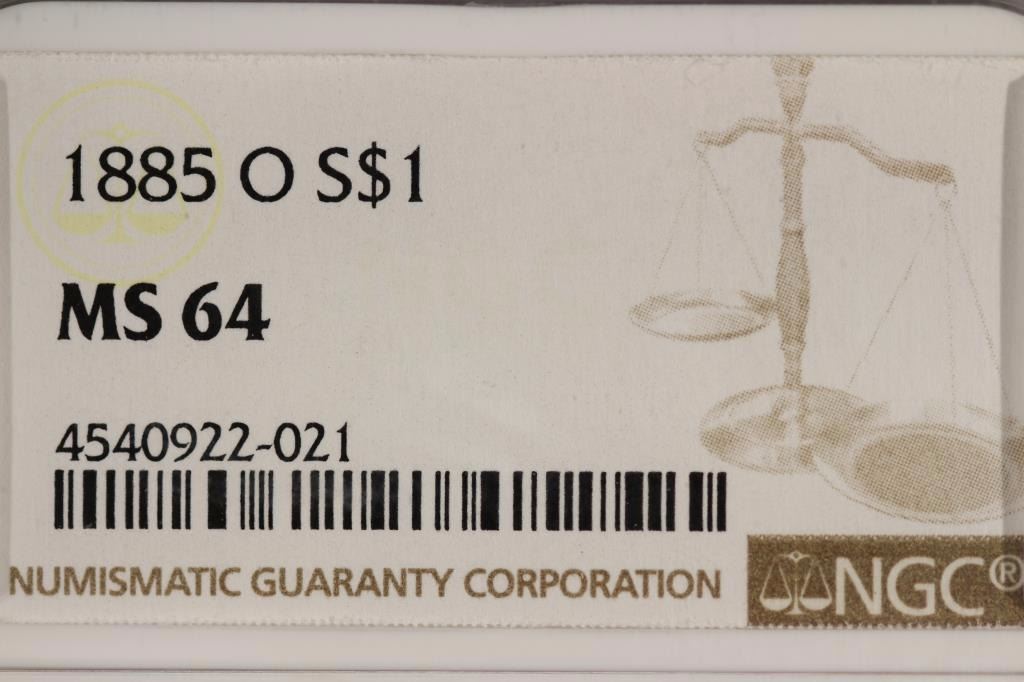 1885 O S$1
MS 64
4540922-021
NUMISMATIC GUARANTY CORPORATION
NGC®